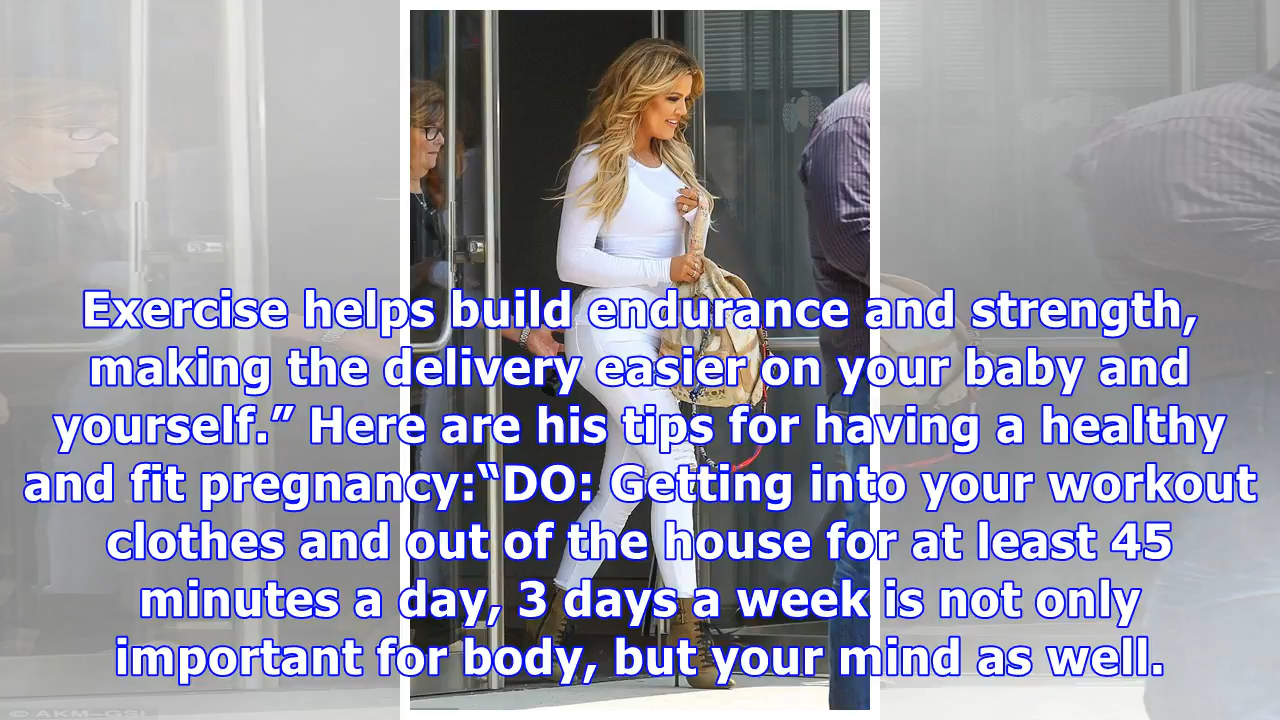 Exercise helps build endurance and strength,
making the delivery easier on your baby and
yourself.” Here are his tips for having a healthy
and fit pregnancy:“DO: Getting into your workout
clothes and out of the house for at least 45
minutes a day, 3 days a week is not only
important for body, but your mind as well.
© AKM-GSI